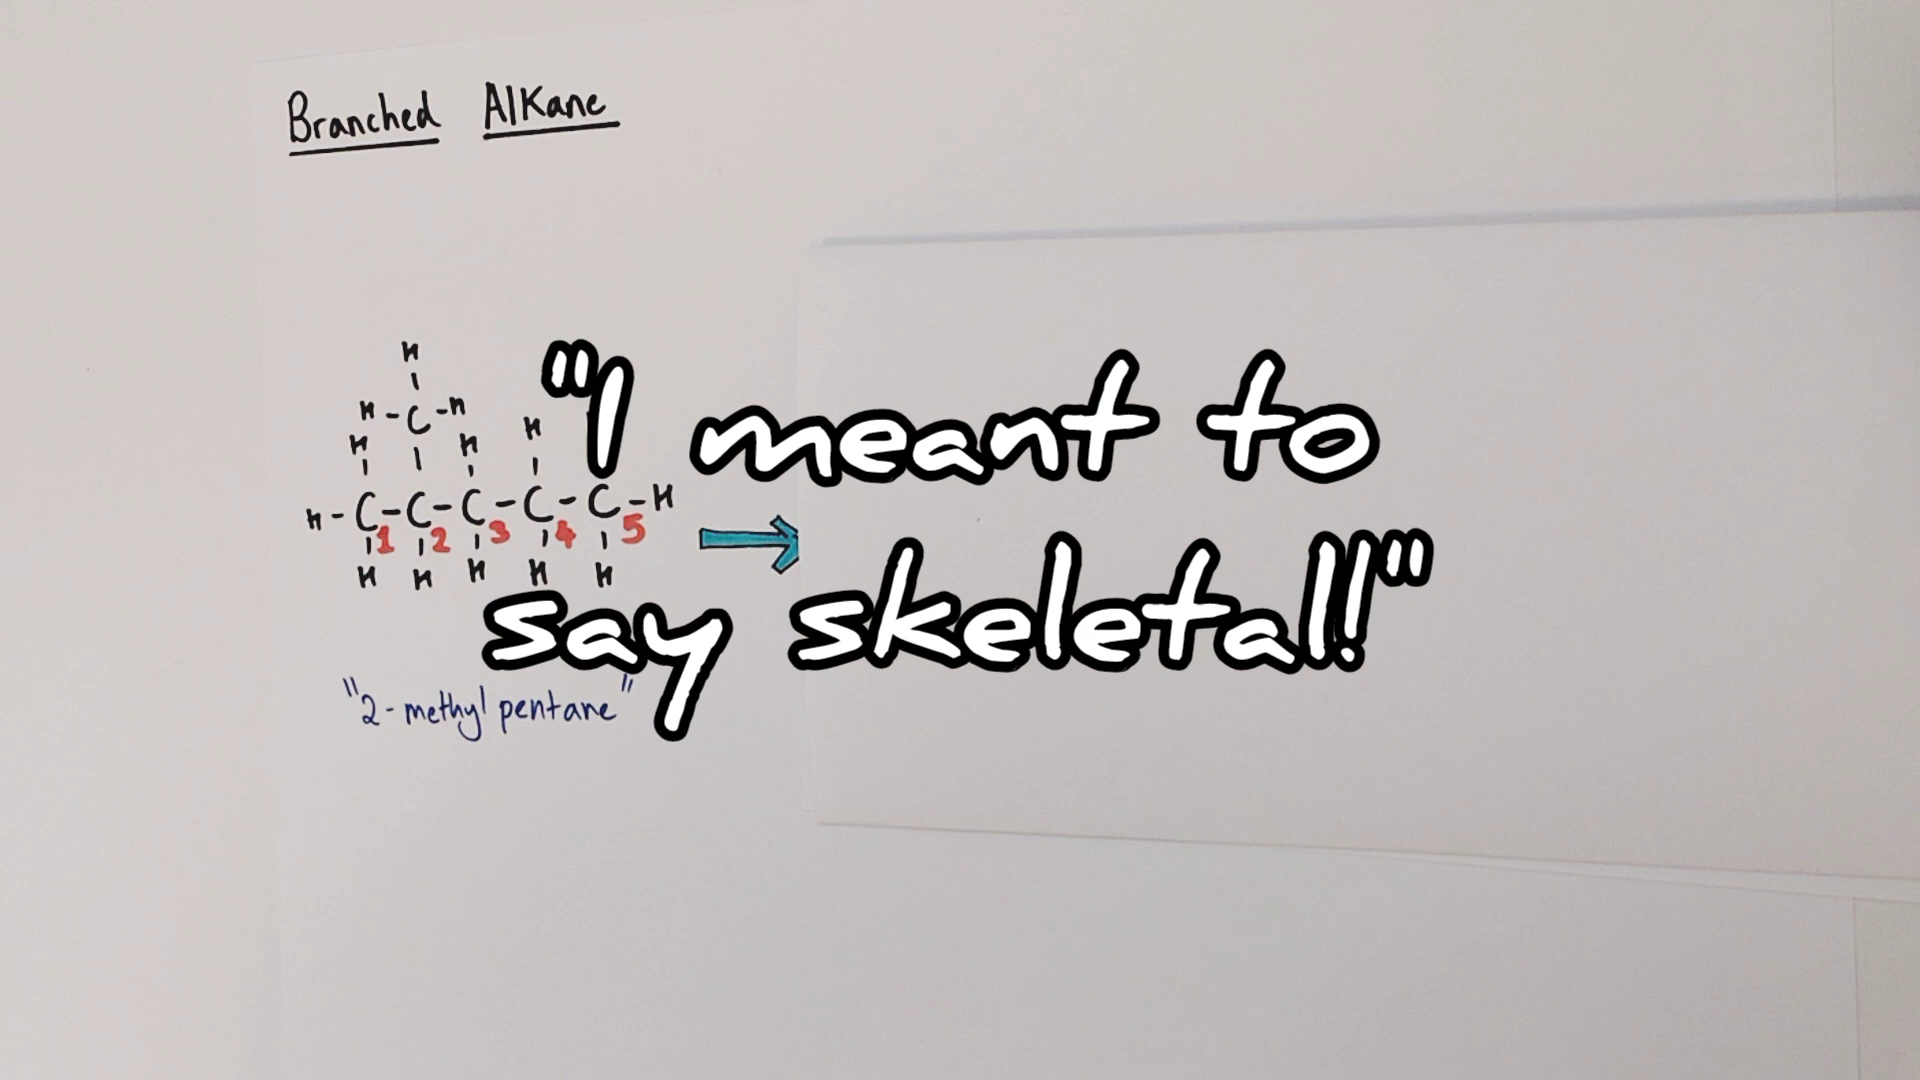 Branched Alkane
H
H-C-H
H H H
H-C-C-C-C-C-H
1 2 3 4 5
H H H H H
"2-methyl pentane"
"I meant to
say skeletal!"